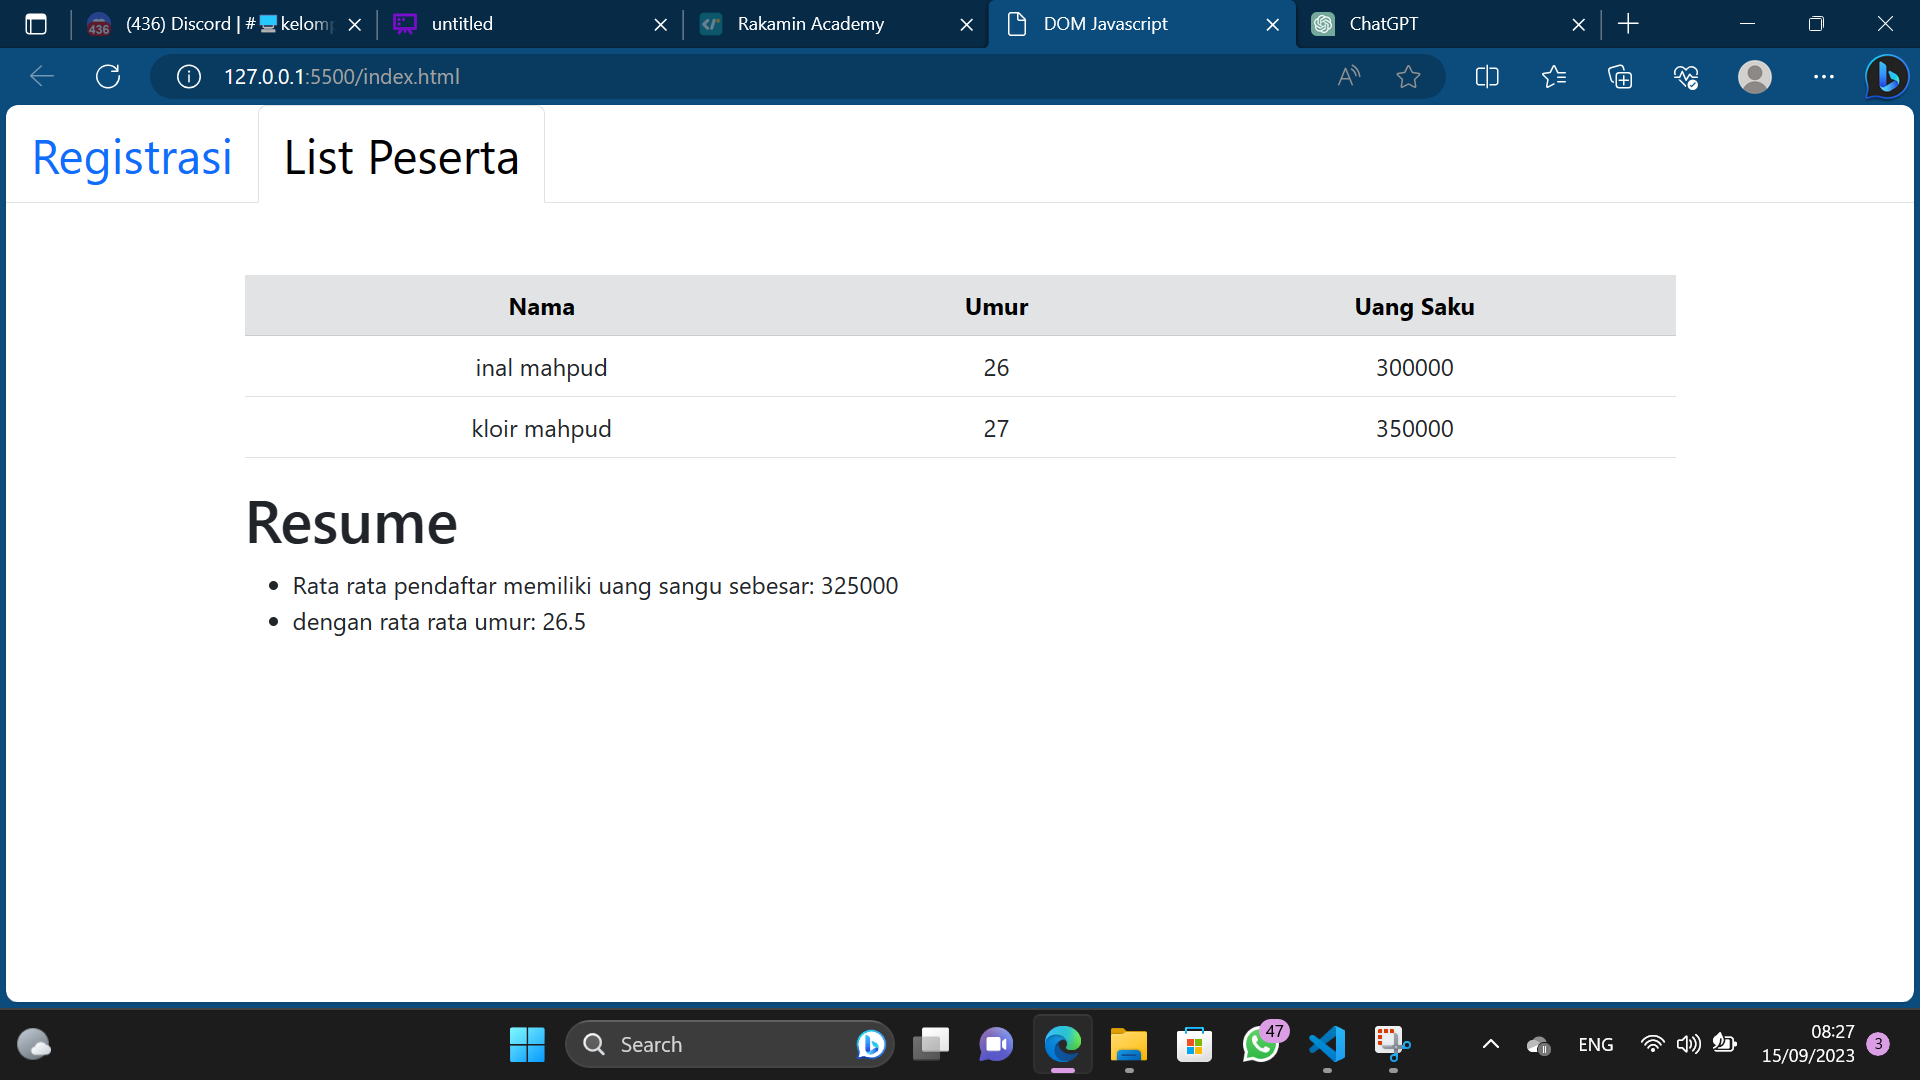 436
(436) Discord | #🖥️kelom
untitled
Rakamin Academy
DOM Javascript
ChatGPT
127.0.0.1:5500/index.html
Registrasi
List Peserta
Nama Umur Uang Saku
inal mahpud 26 300000
kloir mahpud 27 350000
Resume
• Rata rata pendaftar memiliki uang sangu sebesar: 325000
• dengan rata rata umur: 26.5
Search
47
ENG
08:27
15/09/2023
3